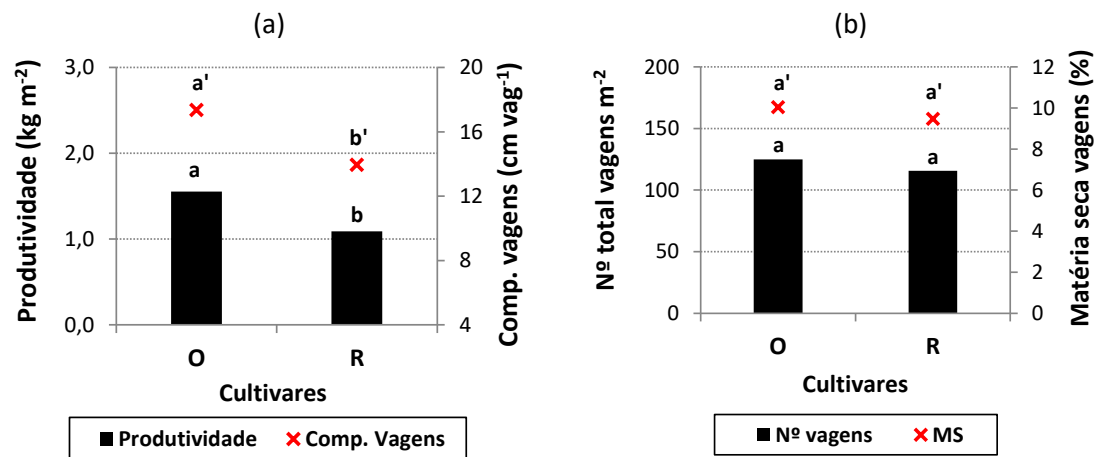 (a)
Produtividade (kg m-2)
3,0
2,0
1,0
0,0
a'
a
b'
b
20
16
12
8
4
Comp. vagens (cm vag-1)
O
R
Cultivares
Produtividade
Comp. Vagens
(b)
Nº total vagens m-2
200
150
100
50
0
a'
a
a'
a
12
10
8
6
4
2
0
Matéria seca vagens (%)
O
R
Cultivares
Nº vagens
MS